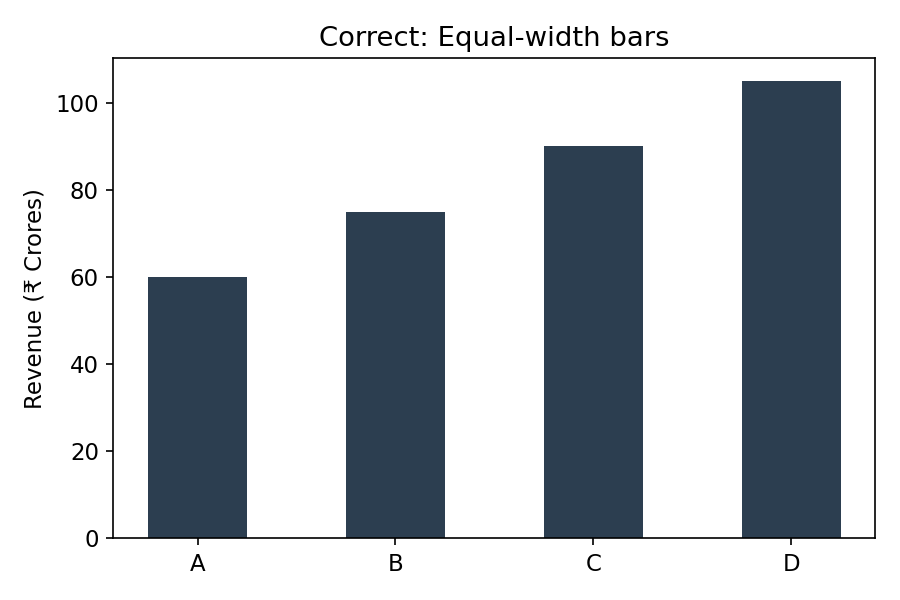 Correct: Equal-width bars
Revenue (₹ Crores)
100
80
60
40
20
0
A B C D